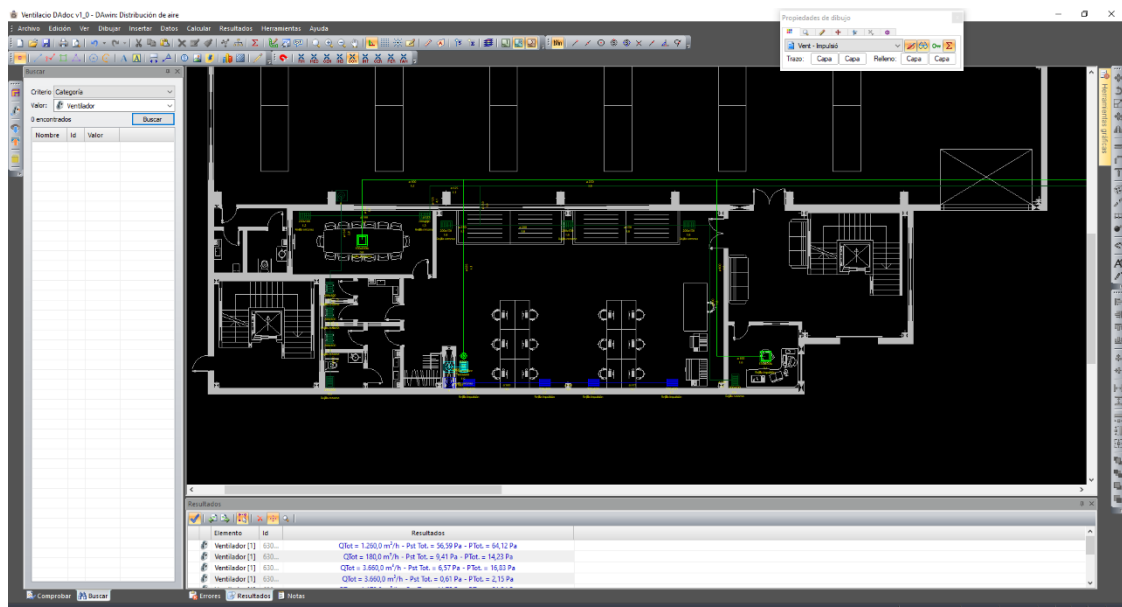 Ventilacio DAdoc v1_0 - DAwin: Distribución de aire
Archivo Edición Ver Dibujar Insertar Datos Calcular Resultados Herramientas Ayuda
Propiedades de dibujo
Vent - Impulsió
Trazo: Capa Capa Relleno: Capa Capa
Buscar
Criterio Categoría
Valor: Ventilador
0 encontrados Buscar
Nombre Id Valor
Herramientas gráficas
Resultados
Elemento Id Resultados
Ventilador [1] 630... QTot = 1.260,0 m³/h - Pst Tot. = 56,59 Pa - PTot. = 64,12 Pa
Ventilador [1] 630... QTot = 180,0 m³/h - Pst Tot. = 9,41 Pa - PTot. = 14,23 Pa
Ventilador [1] 630... QTot = 3.660,0 m³/h - Pst Tot. = 6,57 Pa - PTot. = 16,83 Pa
Ventilador [1] 630... QTot = 3.660,0 m³/h - Pst Tot. = 0,61 Pa - PTot. = 2,15 Pa
Comprobar Buscar Errores Resultados Notas